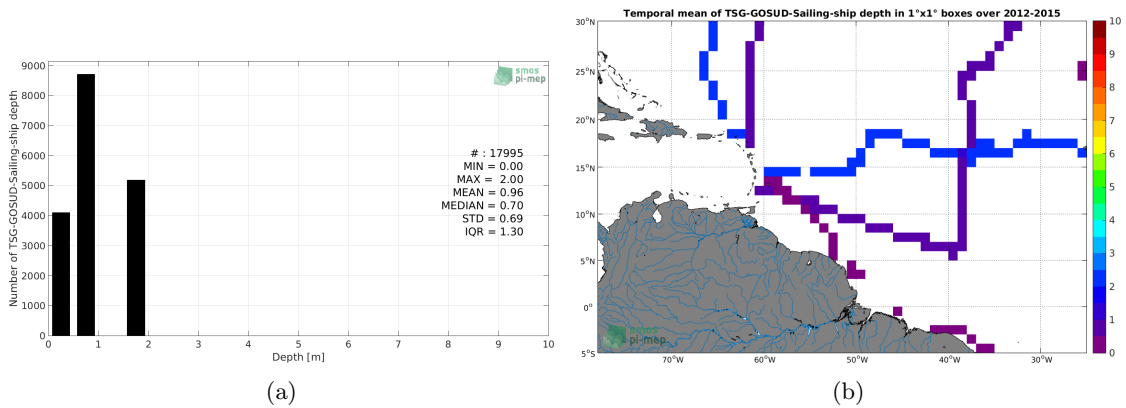 Temporal mean of TSG-GOSUD-Sailing-ship depth in 1°x1° boxes over 2012-2015
smos
pi-mep
Number of TSG-GOSUD-Sailing-ship depth
9000
8000
7000
6000
5000
4000
3000
2000
1000
0
# : 17995
MIN = 0.00
MAX = 2.00
MEAN = 0.96
MEDIAN = 0.70
STD = 0.69
IQR = 1.30
0 1 2 3 4 5 6 7 8 9 10
Depth [m]
(a)
30°N
25°N
20°N
15°N
10°N
5°N
0°
5°S
70°W 60°W 50°W 40°W 30°W
smos
pi-mep
10
9
8
7
6
5
4
3
2
1
0
(b)